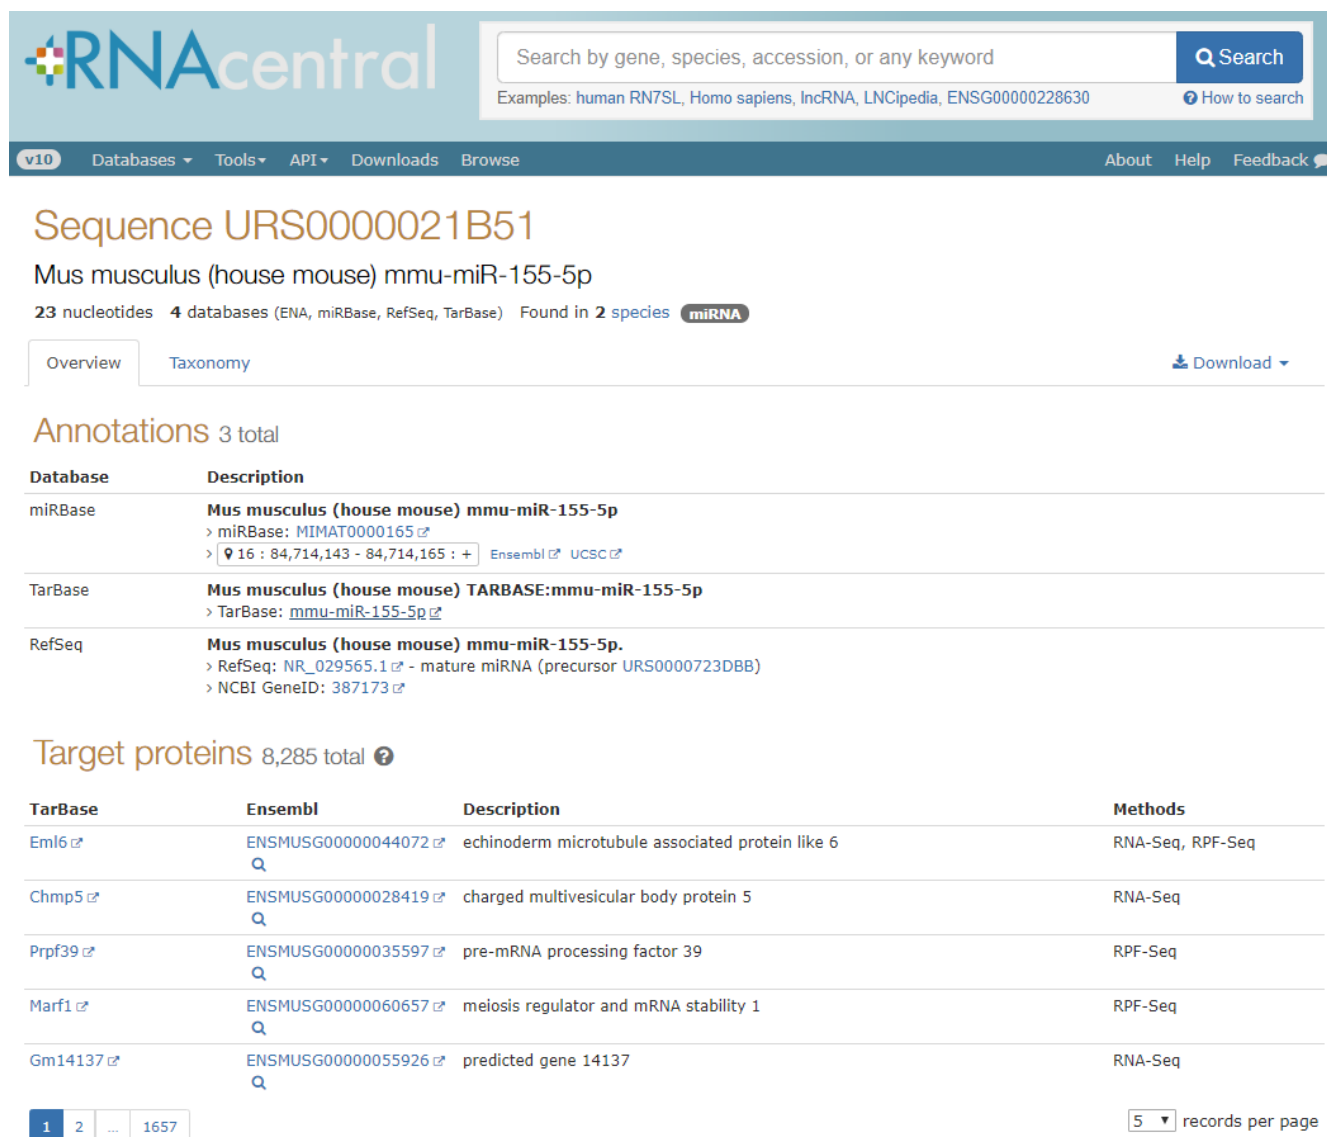 RNAcentral
Search by gene, species, accession, or any keyword
Search
Examples: human RN7SL, Homo sapiens, lncRNA, LNCipedia, ENSG00000228630
How to search
v10 Databases Tools API Downloads Browse About Help Feedback
Sequence URS0000021B51
Mus musculus (house mouse) mmu-miR-155-5p
23 nucleotides 4 databases (ENA, miRBase, RefSeq, TarBase) Found in 2 species miRNA
Overview Taxonomy Download
Annotations 3 total
Database Description
miRBase Mus musculus (house mouse) mmu-miR-155-5p
› miRBase: MIMAT0000165
› 16 : 84,714,143 - 84,714,165 : + Ensembl UCSC
TarBase Mus musculus (house mouse) TARBASE:mmu-miR-155-5p
› TarBase: mmu-miR-155-5p
RefSeq Mus musculus (house mouse) mmu-miR-155-5p.
› RefSeq: NR_029565.1 - mature miRNA (precursor URS0000723DBB)
› NCBI GeneID: 387173
Target proteins 8,285 total ?
TarBase Ensembl Description Methods
Eml6 ENSMUSG00000044072 echinoderm microtubule associated protein like 6 RNA-Seq, RPF-Seq
Chmp5 ENSMUSG00000028419 charged multivesicular body protein 5 RNA-Seq
Prpf39 ENSMUSG00000035597 pre-mRNA processing factor 39 RPF-Seq
Marf1 ENSMUSG00000060657 meiosis regulator and mRNA stability 1 RPF-Seq
Gm14137 ENSMUSG00000055926 predicted gene 14137 RNA-Seq
1 2 ... 1657 5 records per page